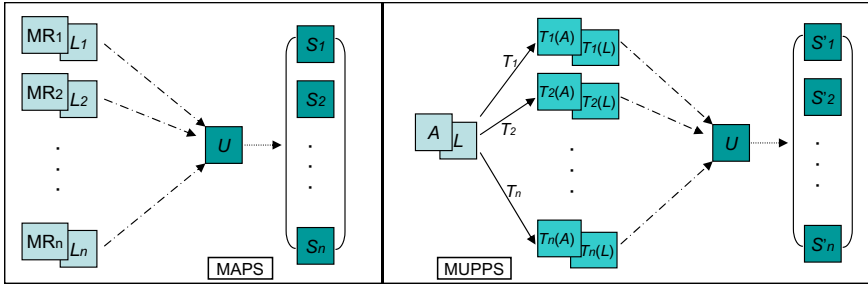 MR1 L1
MR2 L2
.
.
.
MRn Ln
U
S1
S2
.
.
.
Sn
MAPS
A L
T1
T2
Tn
T1(A) T1(L)
T2(A) T2(L)
.
.
.
Tn(A) Tn(L)
U
S'1
S'2
.
.
.
S'n
MUPPS